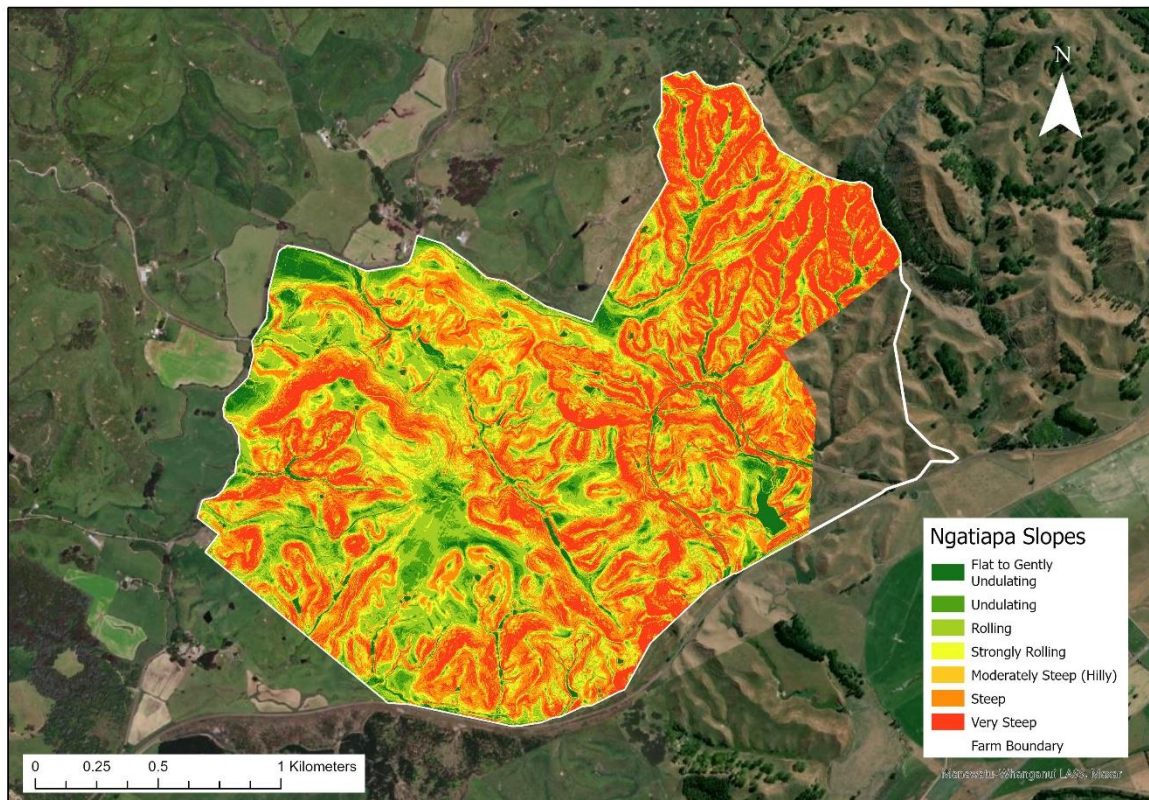 N
Ngatiapa Slopes
Flat to Gently
Undulating
Undulating
Rolling
Strongly Rolling
Moderately Steep (Hilly)
Steep
Very Steep
Farm Boundary
0 0.25 0.5 1 Kilometers
Manawatu-Whanganui LASS, Maxar